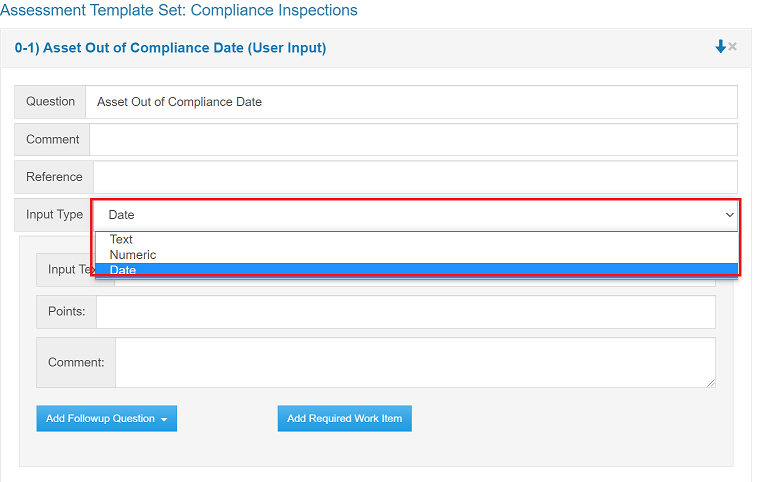 Assessment Template Set: Compliance Inspections
0-1) Asset Out of Compliance Date (User Input)
Question Asset Out of Compliance Date
Comment
Reference
Input Type Date
Text
Numeric
Date
Input
Points:
Comment:
Add Followup Question
Add Required Work Item